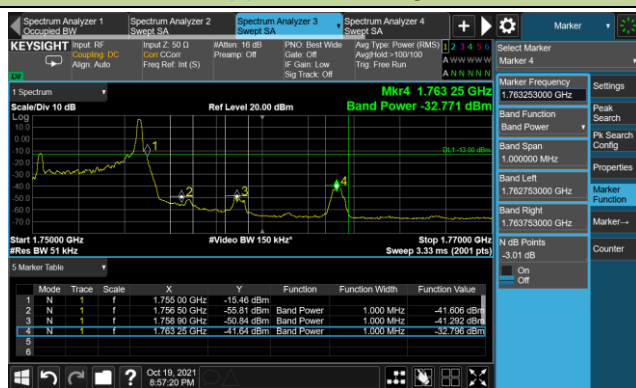 Spectrum Analyzer 1
Occupied BW
Spectrum Analyzer 2
Swept SA
Spectrum Analyzer 3
Swept SA
Spectrum Analyzer 4
Swept SA
Marker
KEYSIGHT
Input: RF
Coupling: DC
Align: Auto
Input Z: 50 Ω
Corr CCorr
Freq Ref: Int (S)
#Atten: 16 dB
Preamp: Off
PNO: Best Wide
Gate: Off
IF Gain: Low
Sig Track: Off
Avg Type: Power (RMS)
Avg|Hold:>100/100
Trig: Free Run
1 2 3 4 5 6
A W W W W W
A N N N N N
LW
Select Marker
Marker 4
1 Spectrum
Mkr4 1.763 25 GHz
Scale/Div 10 dB
Ref Level 20.00 dBm
Band Power -32.771 dBm
Log
10.0
0.00
-10.0
-20.0
-30.0
-40.0
-50.0
-60.0
-70.0
DL1 -13.00 dBm
1
2
3
4
Start 1.75000 GHz
#Video BW 150 kHz*
Stop 1.77000 GHz
#Res BW 51 kHz
Sweep 3.33 ms (2001 pts)
5 Marker Table
Mode Trace Scale X Y Function Function Width Function Value
1 N 1 f 1.755 00 GHz -15.46 dBm
2 N 1 f 1.756 50 GHz -55.81 dBm Band Power 1.000 MHz -41.606 dBm
3 N 1 f 1.758 90 GHz -50.84 dBm Band Power 1.000 MHz -41.292 dBm
4 N 1 f 1.763 25 GHz -41.64 dBm Band Power 1.000 MHz -32.796 dBm
5
6
Marker Frequency
1.763253000 GHz
Band Function
Band Power
Band Span
1.000000 MHz
Band Left
1.762753000 GHz
Band Right
1.763753000 GHz
N dB Points
-3.01 dB
On
Off
Settings
Peak
Search
Pk Search
Config
Properties
Marker
Function
Marker→
Counter
?
Oct 19, 2021
8:57:20 PM